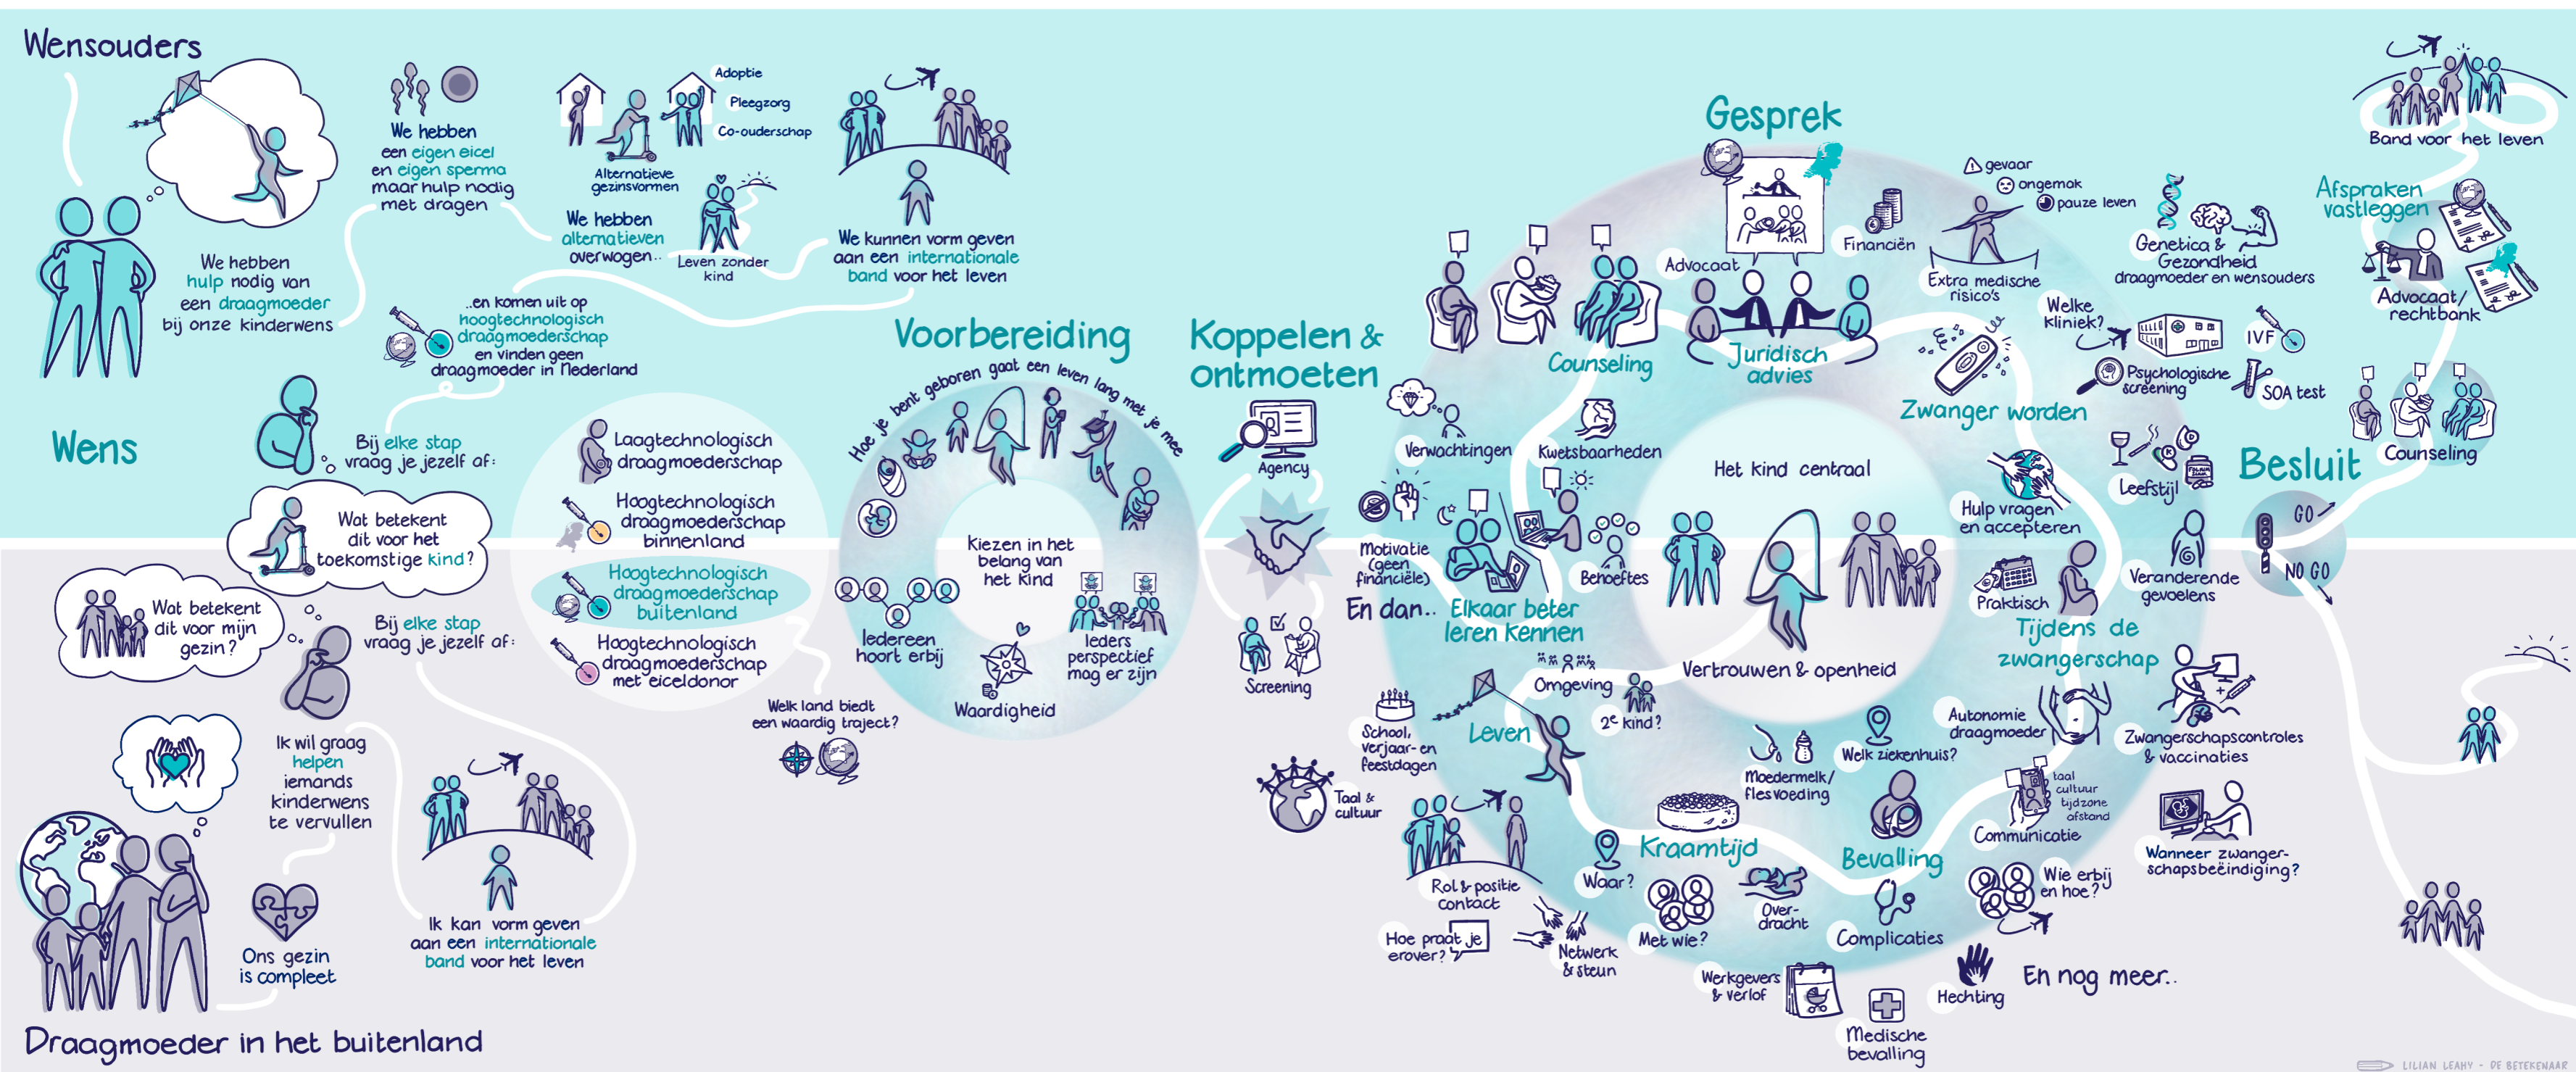 Wensouders
We hebben
hulp nodig van
een draagmoeder
bij onze kinderwens
We hebben
een eigen eicel
en eigen sperma
maar hulp nodig
met dragen
Adoptie
Pleegzorg
Co-ouderschap
Alternatieve
gezinsvormen
We hebben
alternatieven
overwogen..
Leven zonder
kind
We kunnen vorm geven
aan een internationale
band voor het leven
..en komen uit op
hoogtechnologisch
draagmoederschap
en vinden geen
draagmoeder in Nederland
Wens
Bij elke stap
vraag je jezelf af:
Wat betekent
dit voor het
toekomstige kind?
Wat betekent
dit voor mijn
gezin?
Bij elke stap
vraag je jezelf af:
Ik wil graag
helpen
iemands
kinderwens
te vervullen
Ons gezin
is compleet
Ik kan vorm geven
aan een internationale
band voor het leven
Draagmoeder in het buitenland
Laagtechnologisch
draagmoederschap
Hoogtechnologisch
draagmoederschap
binnenland
Hoogtechnologisch
draagmoederschap
buitenland
Hoogtechnologisch
draagmoederschap
met eiceldonor
Welk land biedt
een waardig traject?
Voorbereiding
Hoe je bent geboren gaat een leven lang met je mee
Kiezen in het
belang van
het kind
Iedereen
hoort erbij
Waardigheid
Ieders
perspectief
mag er zijn
Koppelen &
ontmoeten
Agency
Screening
En dan..
Gesprek
Elkaar beter
leren kennen
Verwachtingen
Kwetsbaarheden
Motivatie
(geen
financiële)
Behoeftes
Counseling
Advocaat
Juridisch
advies
Financiën
gevaar
ongemak
pauze leven
Extra medische
risico's
Genetica &
Gezondheid
draagmoeder en wensouders
Welke
kliniek?
IVF
Psychologische
screening
SOA test
Zwanger worden
Het kind centraal
Vertrouwen & openheid
Hulp vragen
en accepteren
Leefstijl
Praktisch
Veranderende
gevoelens
Tijdens de
zwangerschap
Autonomie
draagmoeder
Zwangerschapscontroles
& vaccinaties
taal
cultuur
tijdzone
afstand
Communicatie
Wanneer zwanger-
schapsbeëindiging?
Welk ziekenhuis?
Bevalling
Wie erbij
en hoe?
Complicaties
Hechting
Medische
bevalling
En nog meer..
Moedermelk/
flesvoeding
Kraamtijd
Waar?
Met wie?
Over-
dracht
Werkgevers
& verlof
Leven
Omgeving
2e kind?
School,
verjaar- en
feestdagen
Taal &
cultuur
Rol & positie
contact
Hoe praat je
erover?
Netwerk
& steun
Besluit
GO
NO GO
Counseling
Afspraken
vastleggen
Advocaat/
rechtbank
Band voor het leven
LILIAN LEAHY - DE BETEKENAAR